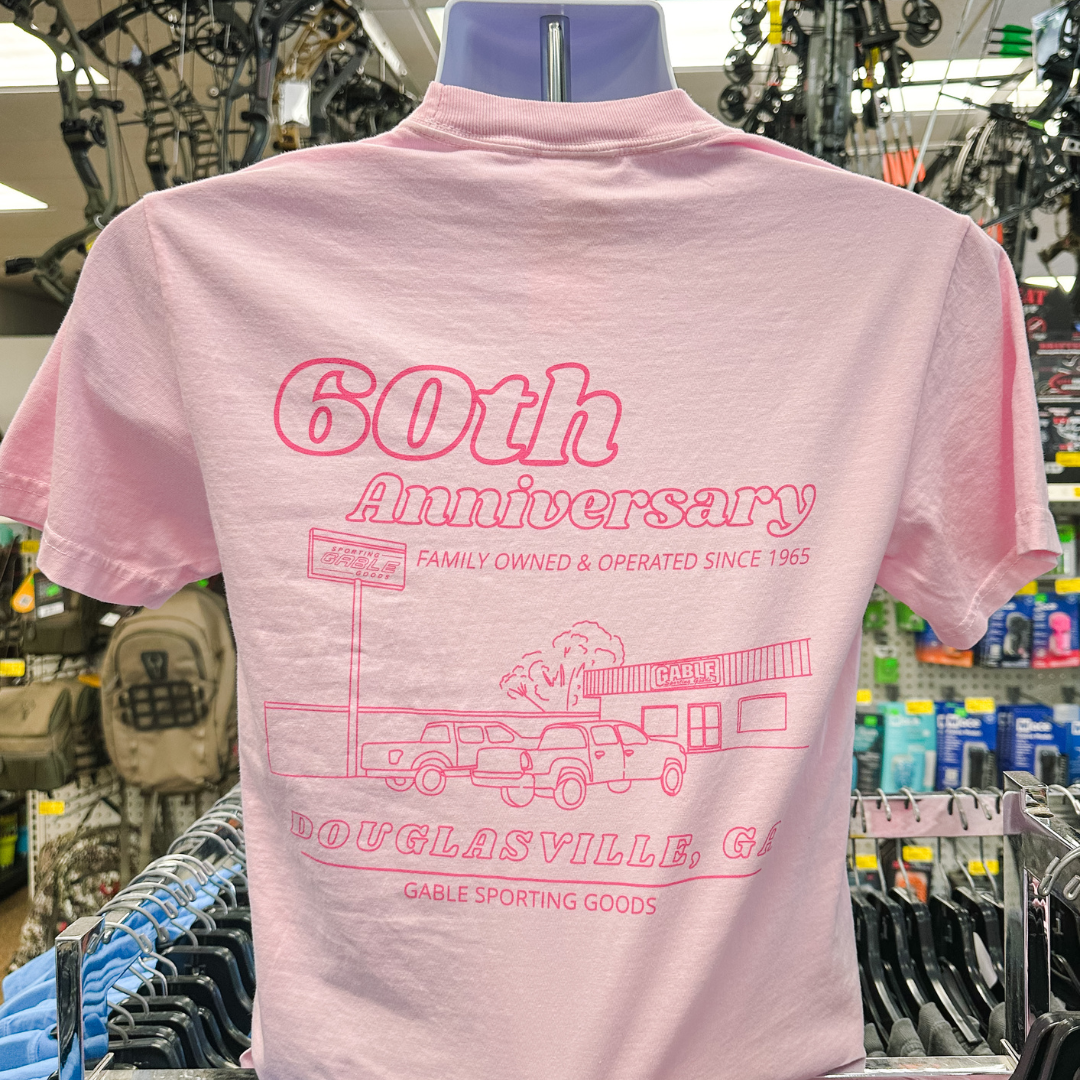 60th
Anniversary
SPORTING
GABLE
GOODS
FAMILY OWNED & OPERATED SINCE 1965
GABLE
DOUGLASVILLE, GA
GABLE SPORTING GOODS